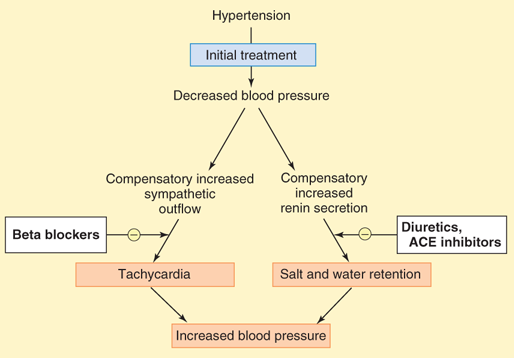 Hypertension
Initial treatment
Decreased blood pressure
Compensatory increased
sympathetic
outflow
Compensatory
increased
renin secretion
Beta blockers
−
−
Diuretics,
ACE inhibitors
Tachycardia
Salt and water retention
Increased blood pressure